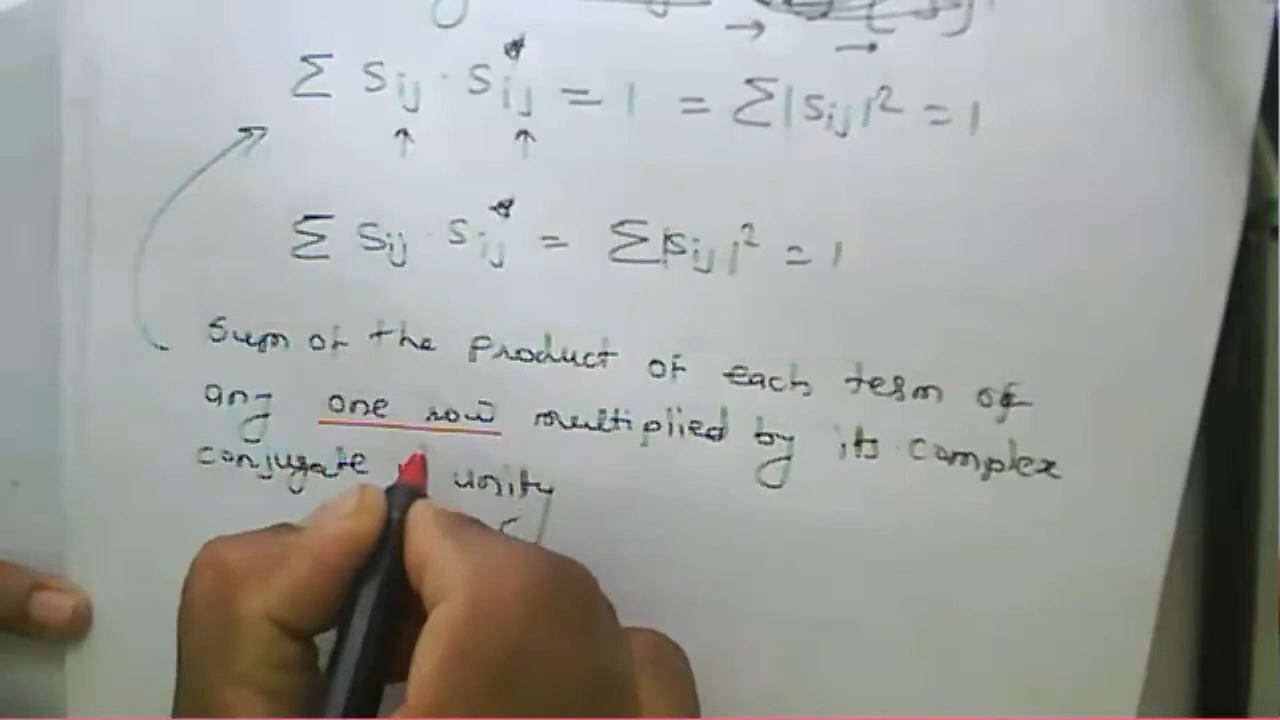 Σ Sij · Sij* = 1 = Σ|Sij|² = 1
↑ ↑
Σ Sij · Sij* = Σ|Sij|² = 1
Sum of the product of each term of
any one row multiplied by its complex
conjugate unity